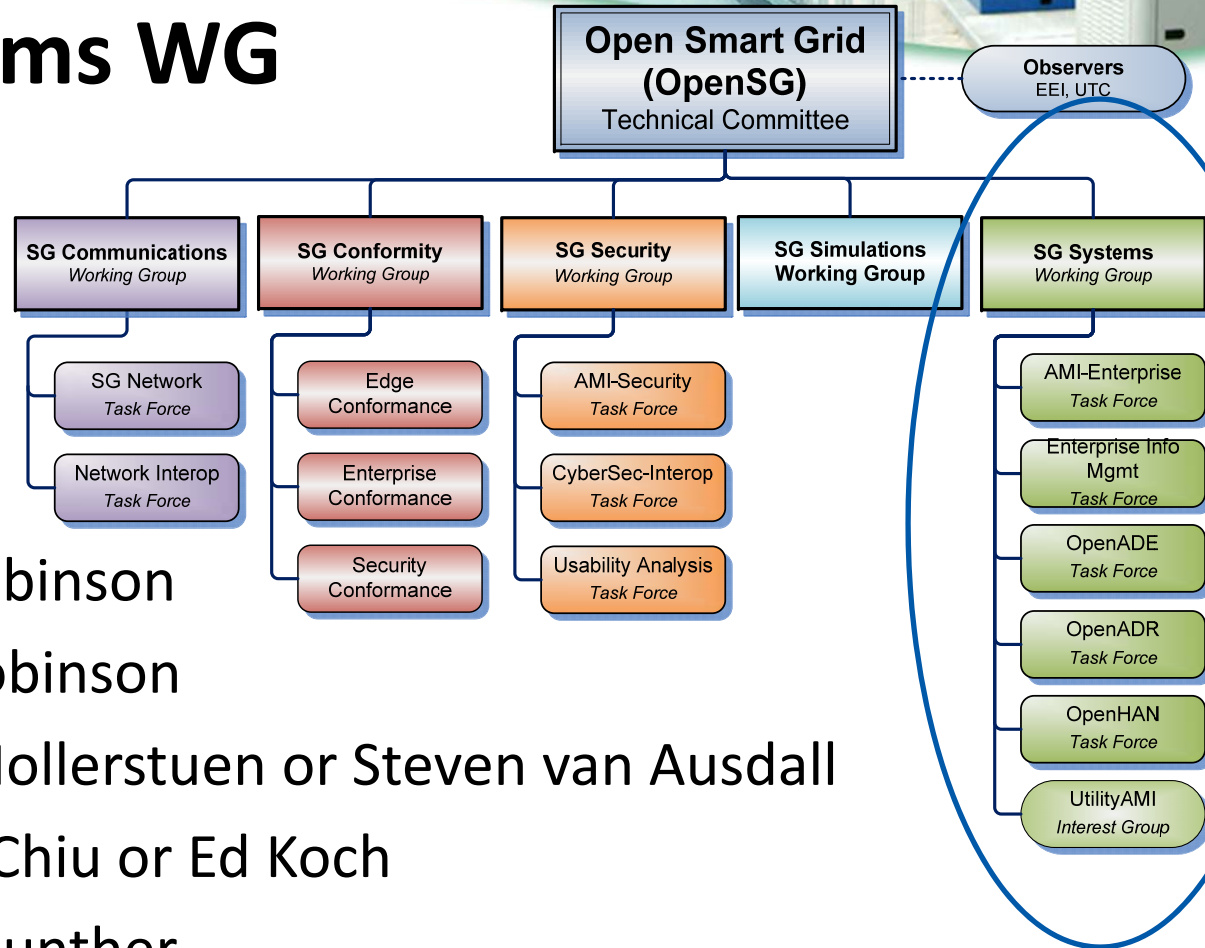 ms WG
Open Smart Grid
(OpenSG)
Technical Committee
Observers
EEI, UTC
SG Communications
Working Group
SG Conformity
Working Group
SG Security
Working Group
SG Simulations
Working Group
SG Systems
Working Group
SG Network
Task Force
Network Interop
Task Force
Edge
Conformance
Enterprise
Conformance
Security
Conformance
AMI-Security
Task Force
CyberSec-Interop
Task Force
Usability Analysis
Task Force
AMI-Enterprise
Task Force
Enterprise Info
Mgmt
Task Force
OpenADE
Task Force
OpenADR
Task Force
OpenHAN
Task Force
UtilityAMI
Interest Group
binson
obinson
ollerstuen or Steven van Ausdall
Chiu or Ed Koch
unther